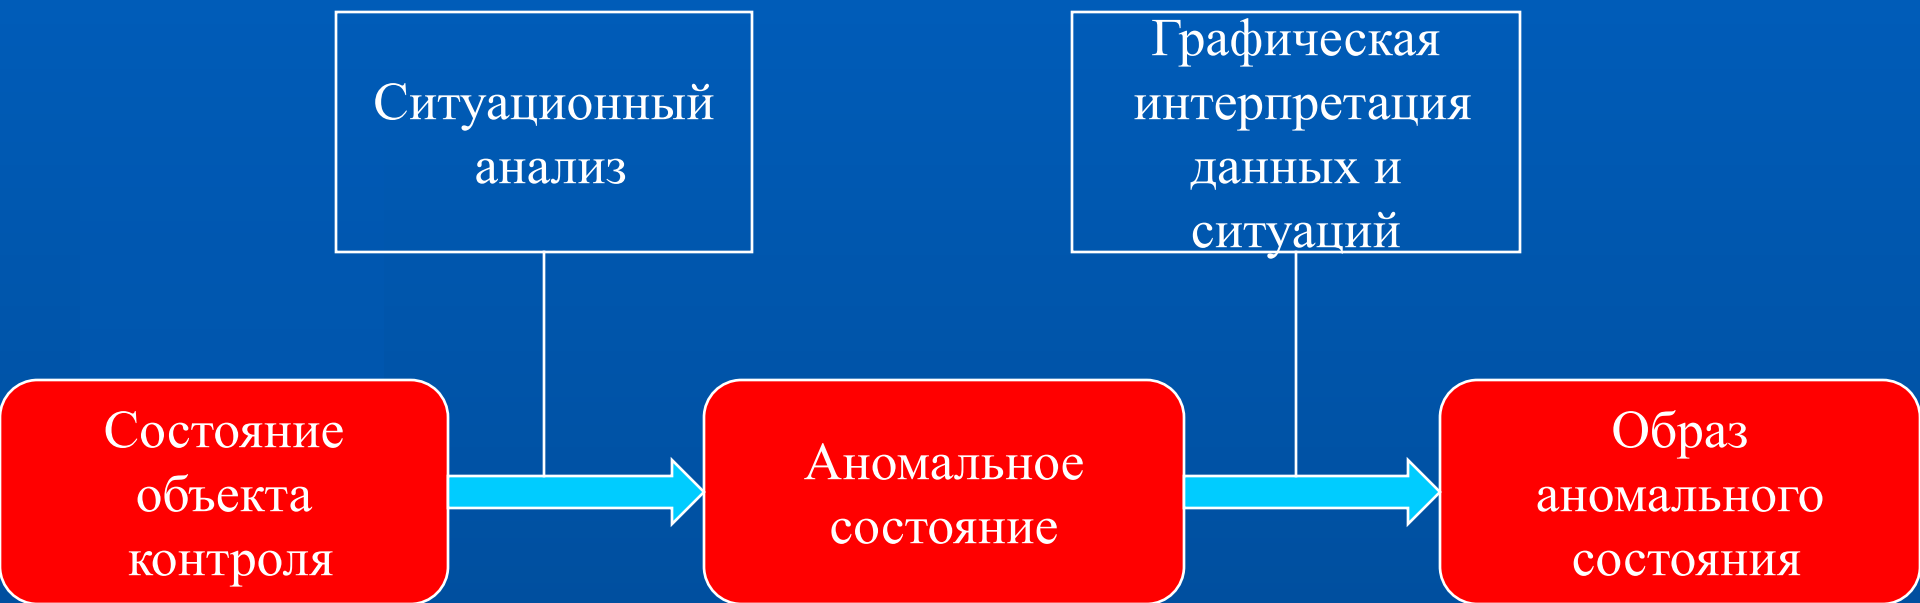 Ситуационный
анализ
Графическая
интерпретация
данных и
ситуаций
Состояние
объекта
контроля
Аномальное
состояние
Образ
аномального
состояния